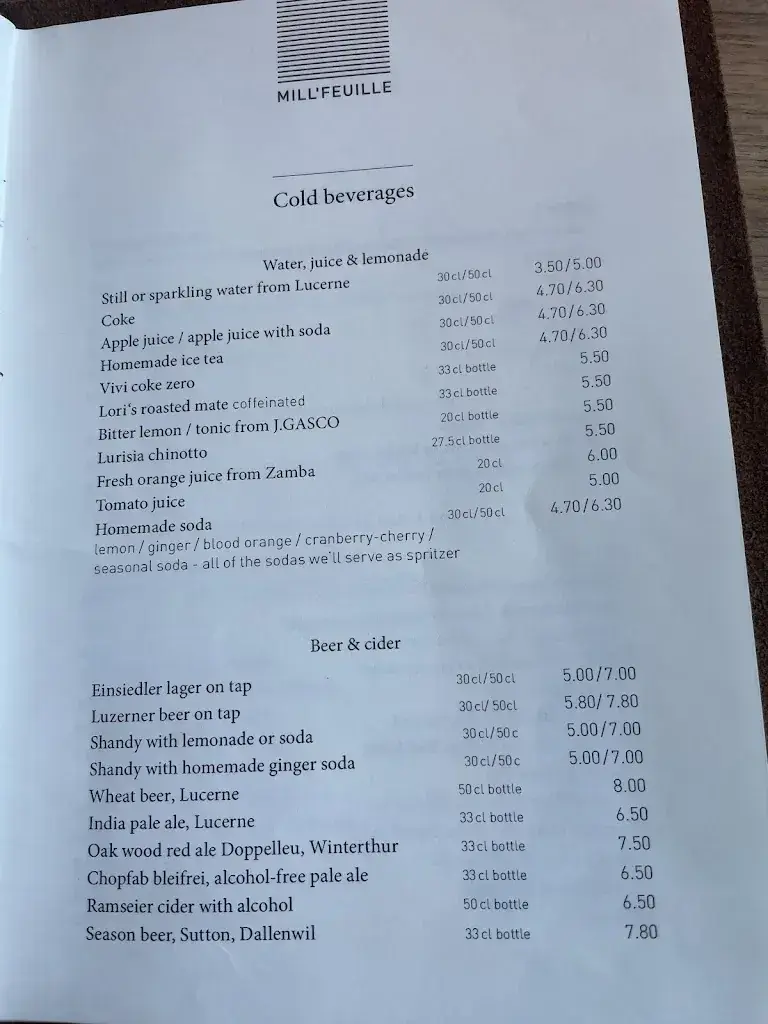 MILL'FEUILLE
Cold beverages
Water, juice & lemonade
Still or sparkling water from Lucerne 30cl/50cl 3.50/5.00
Coke 30cl/50cl 4.70/6.30
Apple juice / apple juice with soda 30cl/50cl 4.70/6.30
Homemade ice tea 30cl/50cl 4.70/6.30
Vivi coke zero 33cl bottle 5.50
Lori's roasted mate coffeinated 33cl bottle 5.50
Bitter lemon / tonic from J.GASCO 20cl bottle 5.50
Lurisia chinotto 27.5cl bottle 5.50
Fresh orange juice from Zamba 20cl 6.00
Tomato juice 20cl 5.00
Homemade soda 30cl/50cl 4.70/6.30
lemon / ginger / blood orange / cranberry-cherry /
seasonal soda - all of the sodas we'll serve as spritzer
Beer & cider
Einsiedler lager on tap 30cl/50cl 5.00/7.00
Luzerner beer on tap 30cl/ 50cl 5.80/ 7.80
Shandy with lemonade or soda 30cl/50c 5.00/7.00
Shandy with homemade ginger soda 30cl/50c 5.00/7.00
Wheat beer, Lucerne 50cl bottle 8.00
India pale ale, Lucerne 33cl bottle 6.50
Oak wood red ale Doppelleu, Winterthur 33cl bottle 7.50
Chopfab bleifrei, alcohol-free pale ale 33cl bottle 6.50
Ramseier cider with alcohol 50cl bottle 6.50
Season beer, Sutton, Dallenwil 33cl bottle 7.80